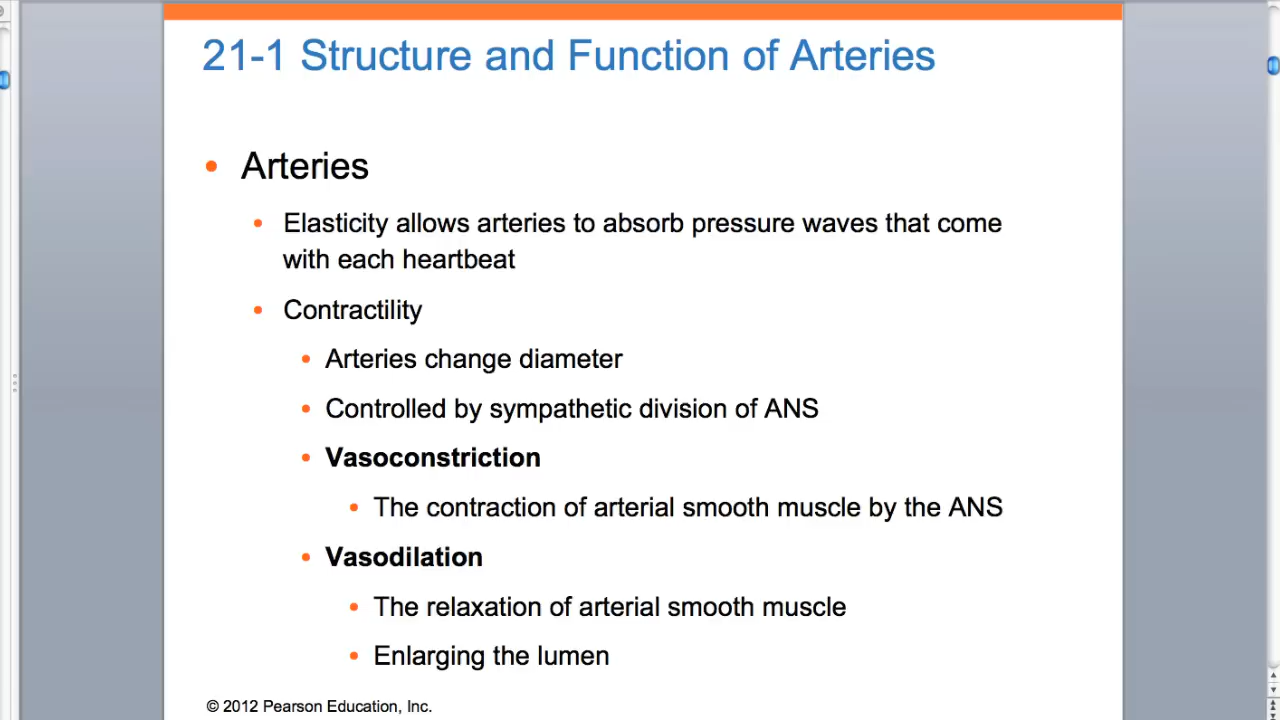 21-1 Structure and Function of Arteries
• Arteries
• Elasticity allows arteries to absorb pressure waves that come
with each heartbeat
• Contractility
• Arteries change diameter
• Controlled by sympathetic division of ANS
• Vasoconstriction
• The contraction of arterial smooth muscle by the ANS
• Vasodilation
• The relaxation of arterial smooth muscle
• Enlarging the lumen
© 2012 Pearson Education, Inc.